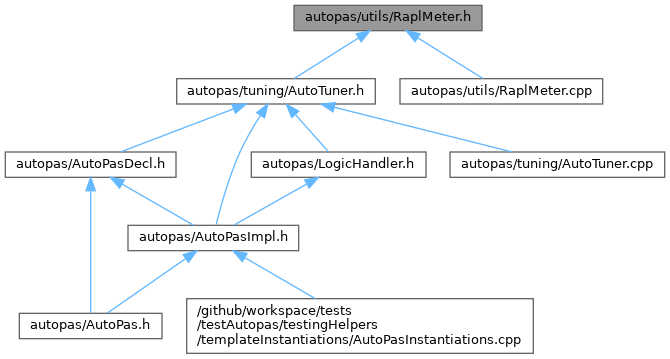 autopas/utils/RaplMeter.h
autopas/tuning/AutoTuner.h
autopas/utils/RaplMeter.cpp
autopas/AutoPasDecl.h
autopas/LogicHandler.h
autopas/tuning/AutoTuner.cpp
autopas/AutoPasImpl.h
autopas/AutoPas.h
/github/workspace/tests
/testAutopas/testingHelpers
/templateInstantiations/AutoPasInstantiations.cpp